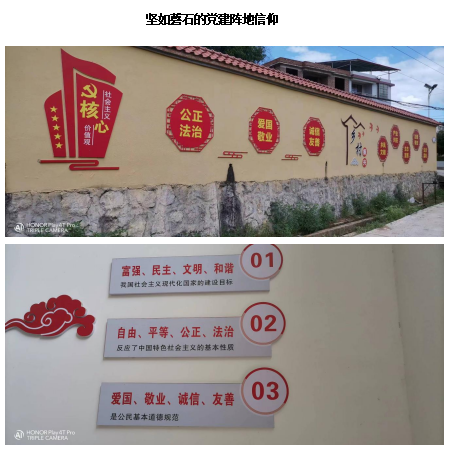 坚如磐石的党建阵地信仰
社会主义
核心
价值观
公正
法治
爱国
敬业
诚信
友善
乡村
HONOR Play4T Pro
TRIPLE CAMERA
01
富强、民主、文明、和谐
我国社会主义现代化国家的建设目标
02
自由、平等、公正、法治
反应了中国特色社会主义的基本性质
03
爱国、敬业、诚信、友善
是公民基本道德规范
HONOR Play4T Pro
TRIPLE CAMERA